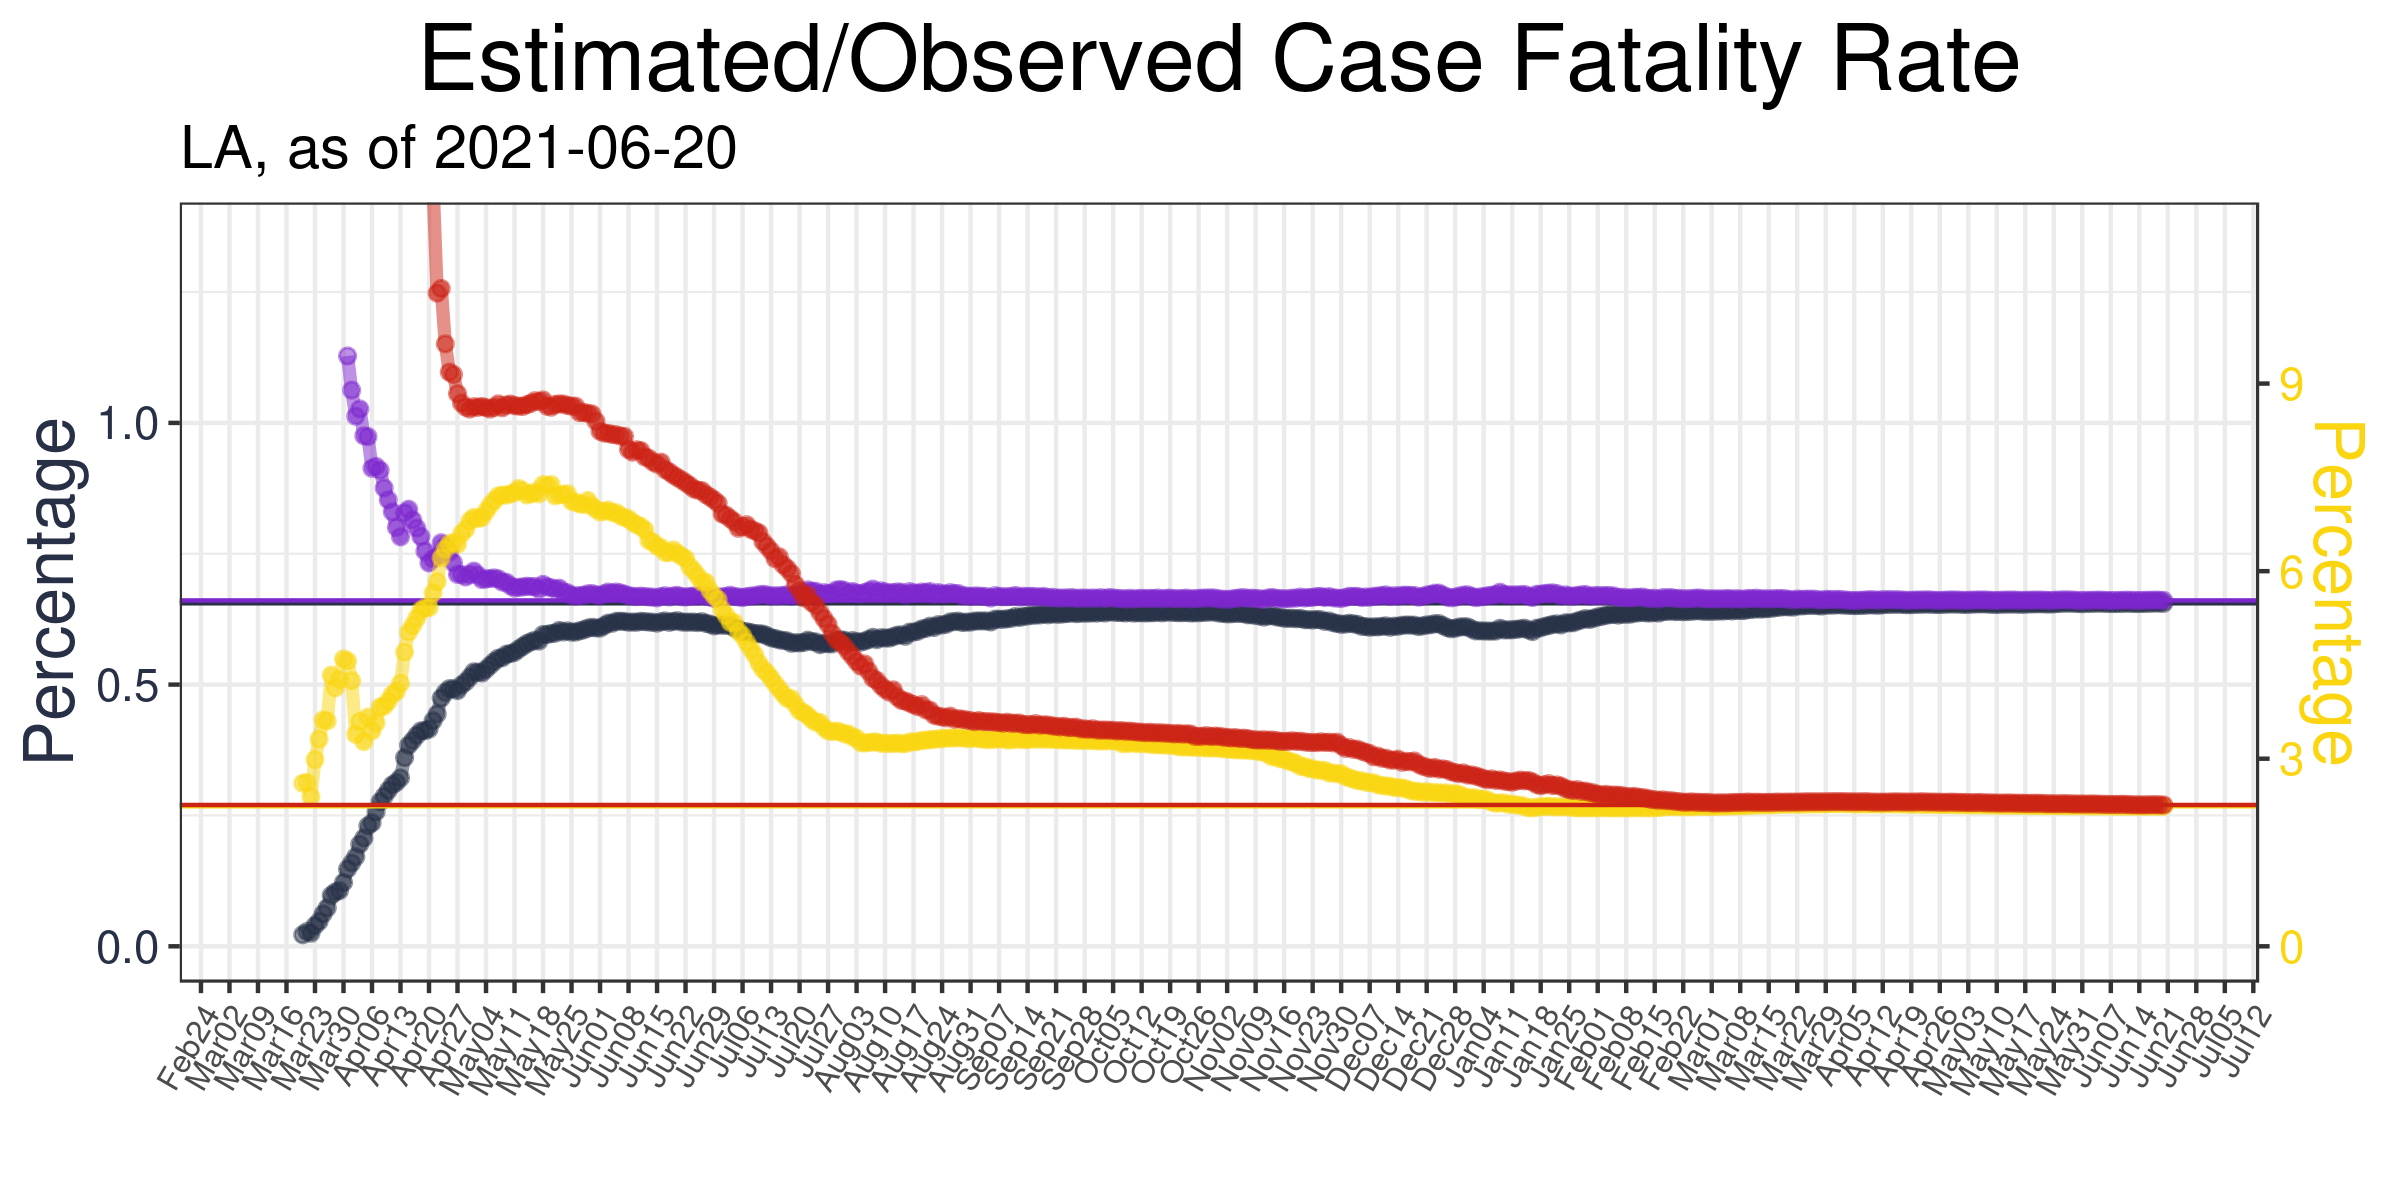 Estimated/Observed Case Fatality Rate
LA, as of 2021-06-20
Percentage
1.0
0.5
0.0
9
6
3
0
Percentage
Feb24
Mar02
Mar09
Mar16
Mar23
Mar30
Apr06
Apr13
Apr20
Apr27
May04
May11
May18
May25
Jun01
Jun08
Jun15
Jun22
Jun29
Jul06
Jul13
Jul20
Jul27
Aug03
Aug10
Aug17
Aug24
Aug31
Sep07
Sep14
Sep21
Sep28
Oct05
Oct12
Oct19
Oct26
Nov02
Nov09
Nov16
Nov23
Nov30
Dec07
Dec14
Dec21
Dec28
Jan04
Jan11
Jan18
Jan25
Feb01
Feb08
Feb15
Feb22
Mar01
Mar08
Mar15
Mar22
Mar29
Apr05
Apr12
Apr19
Apr26
May03
May10
May17
May24
May31
Jun07
Jun14
Jun21
Jun28
Jul05
Jul12